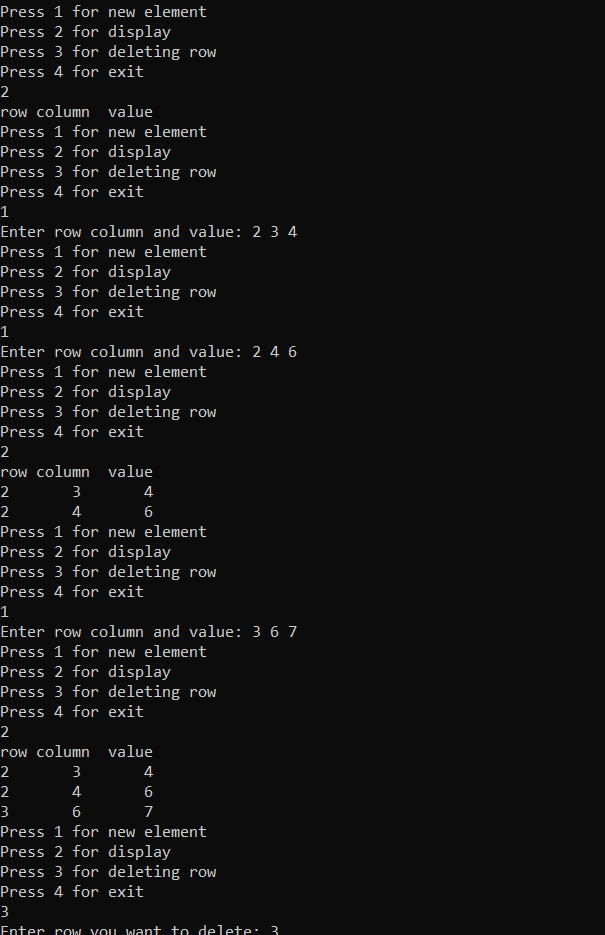 Press 1 for new element
Press 2 for display
Press 3 for deleting row
Press 4 for exit
2
row column  value
Press 1 for new element
Press 2 for display
Press 3 for deleting row
Press 4 for exit
1
Enter row column and value: 2 3 4
Press 1 for new element
Press 2 for display
Press 3 for deleting row
Press 4 for exit
1
Enter row column and value: 2 4 6
Press 1 for new element
Press 2 for display
Press 3 for deleting row
Press 4 for exit
2
row column  value
2       3       4
2       4       6
Press 1 for new element
Press 2 for display
Press 3 for deleting row
Press 4 for exit
1
Enter row column and value: 3 6 7
Press 1 for new element
Press 2 for display
Press 3 for deleting row
Press 4 for exit
2
row column  value
2       3       4
2       4       6
3       6       7
Press 1 for new element
Press 2 for display
Press 3 for deleting row
Press 4 for exit
3
Enter row you want to delete: 3